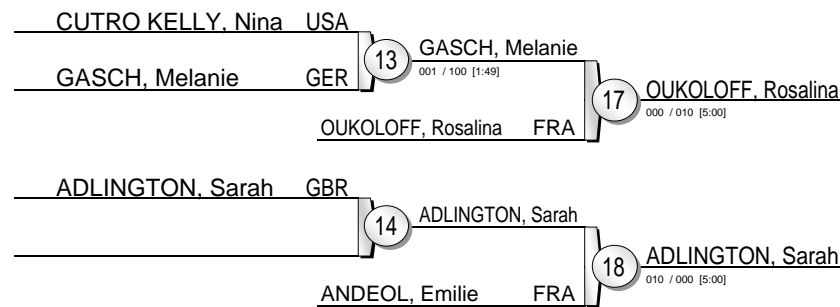 CUTRO KELLY, Nina USA
13
GASCH, Melanie
001 / 100 [1:49]
GASCH, Melanie GER
17
OUKOLOFF, Rosalina
000 / 010 [5:00]
OUKOLOFF, Rosalina FRA
ADLINGTON, Sarah GBR
14
ADLINGTON, Sarah
18
ADLINGTON, Sarah
010 / 000 [5:00]
ANDEOL, Emilie FRA